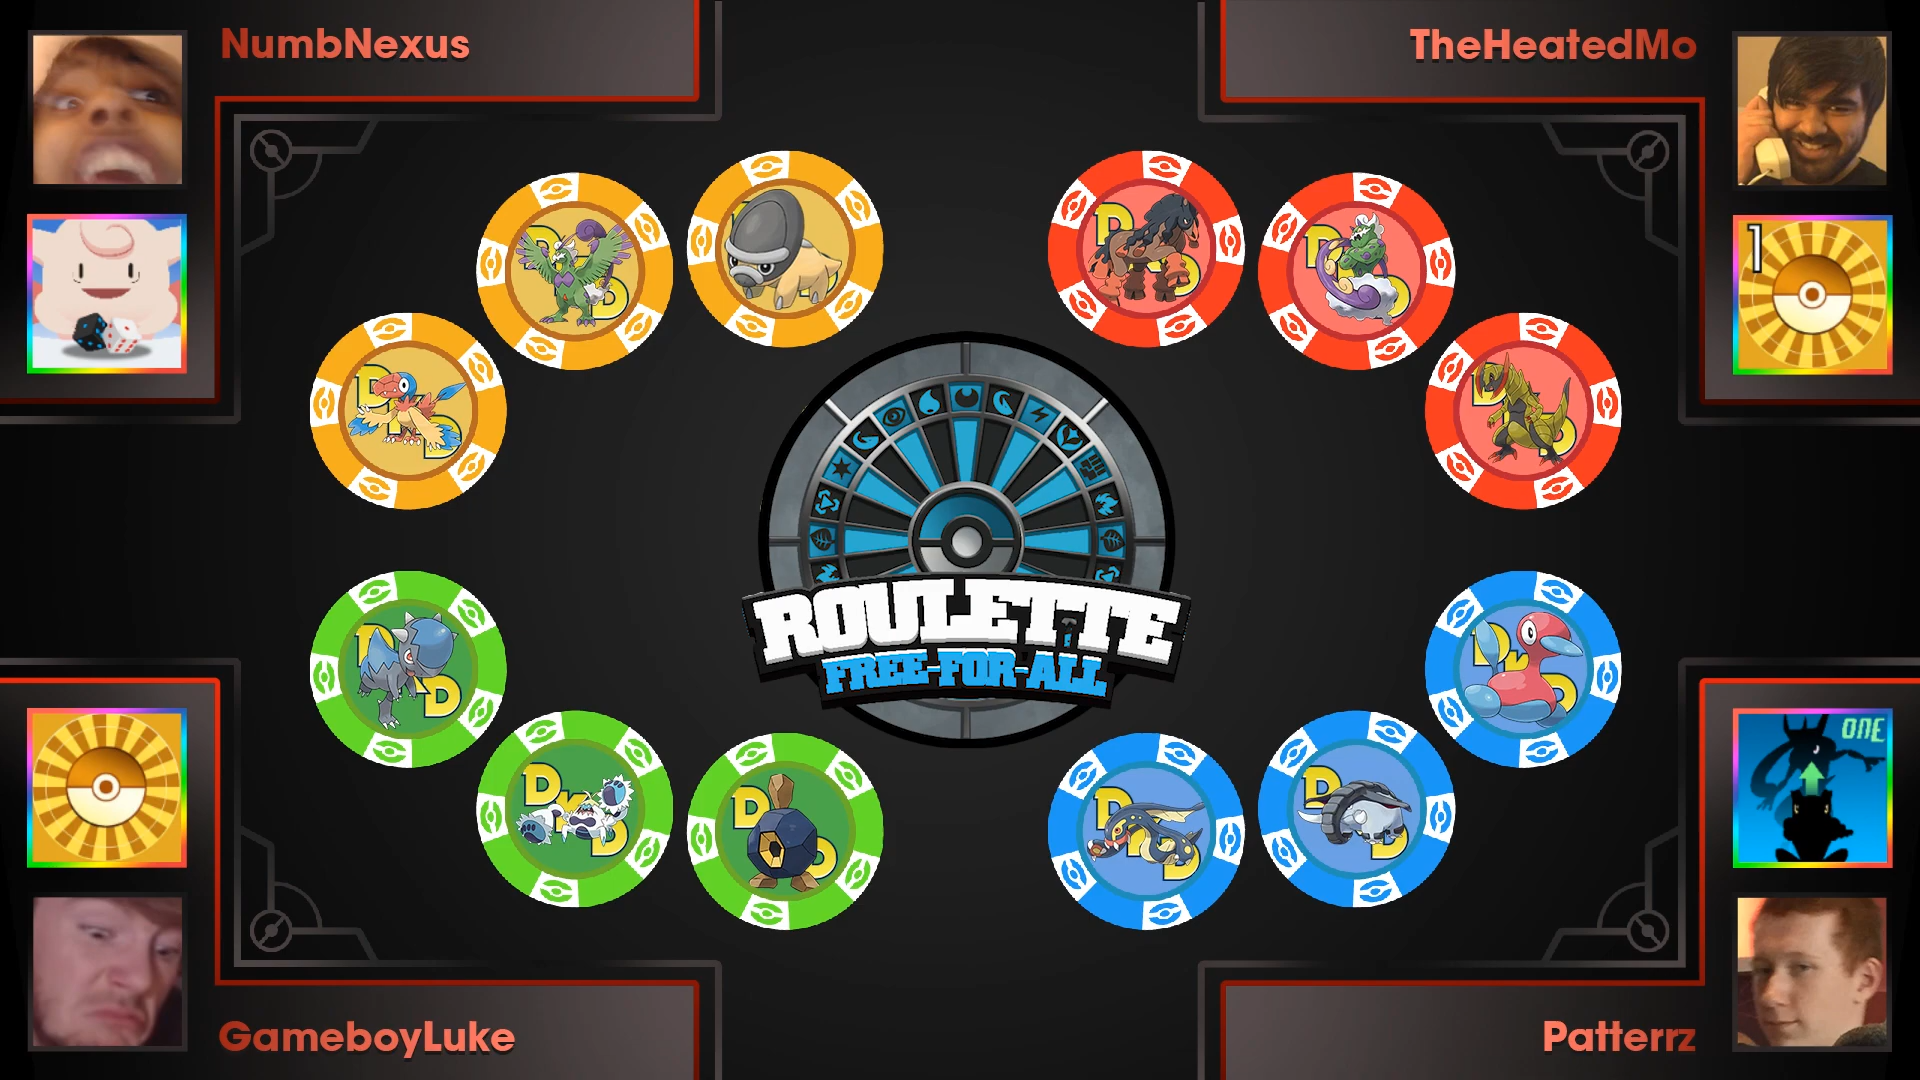 NumbNexus
TheHeatedMo
1
ROULETTE
FREE-FOR-ALL
ONE
GameboyLuke
Patterrz